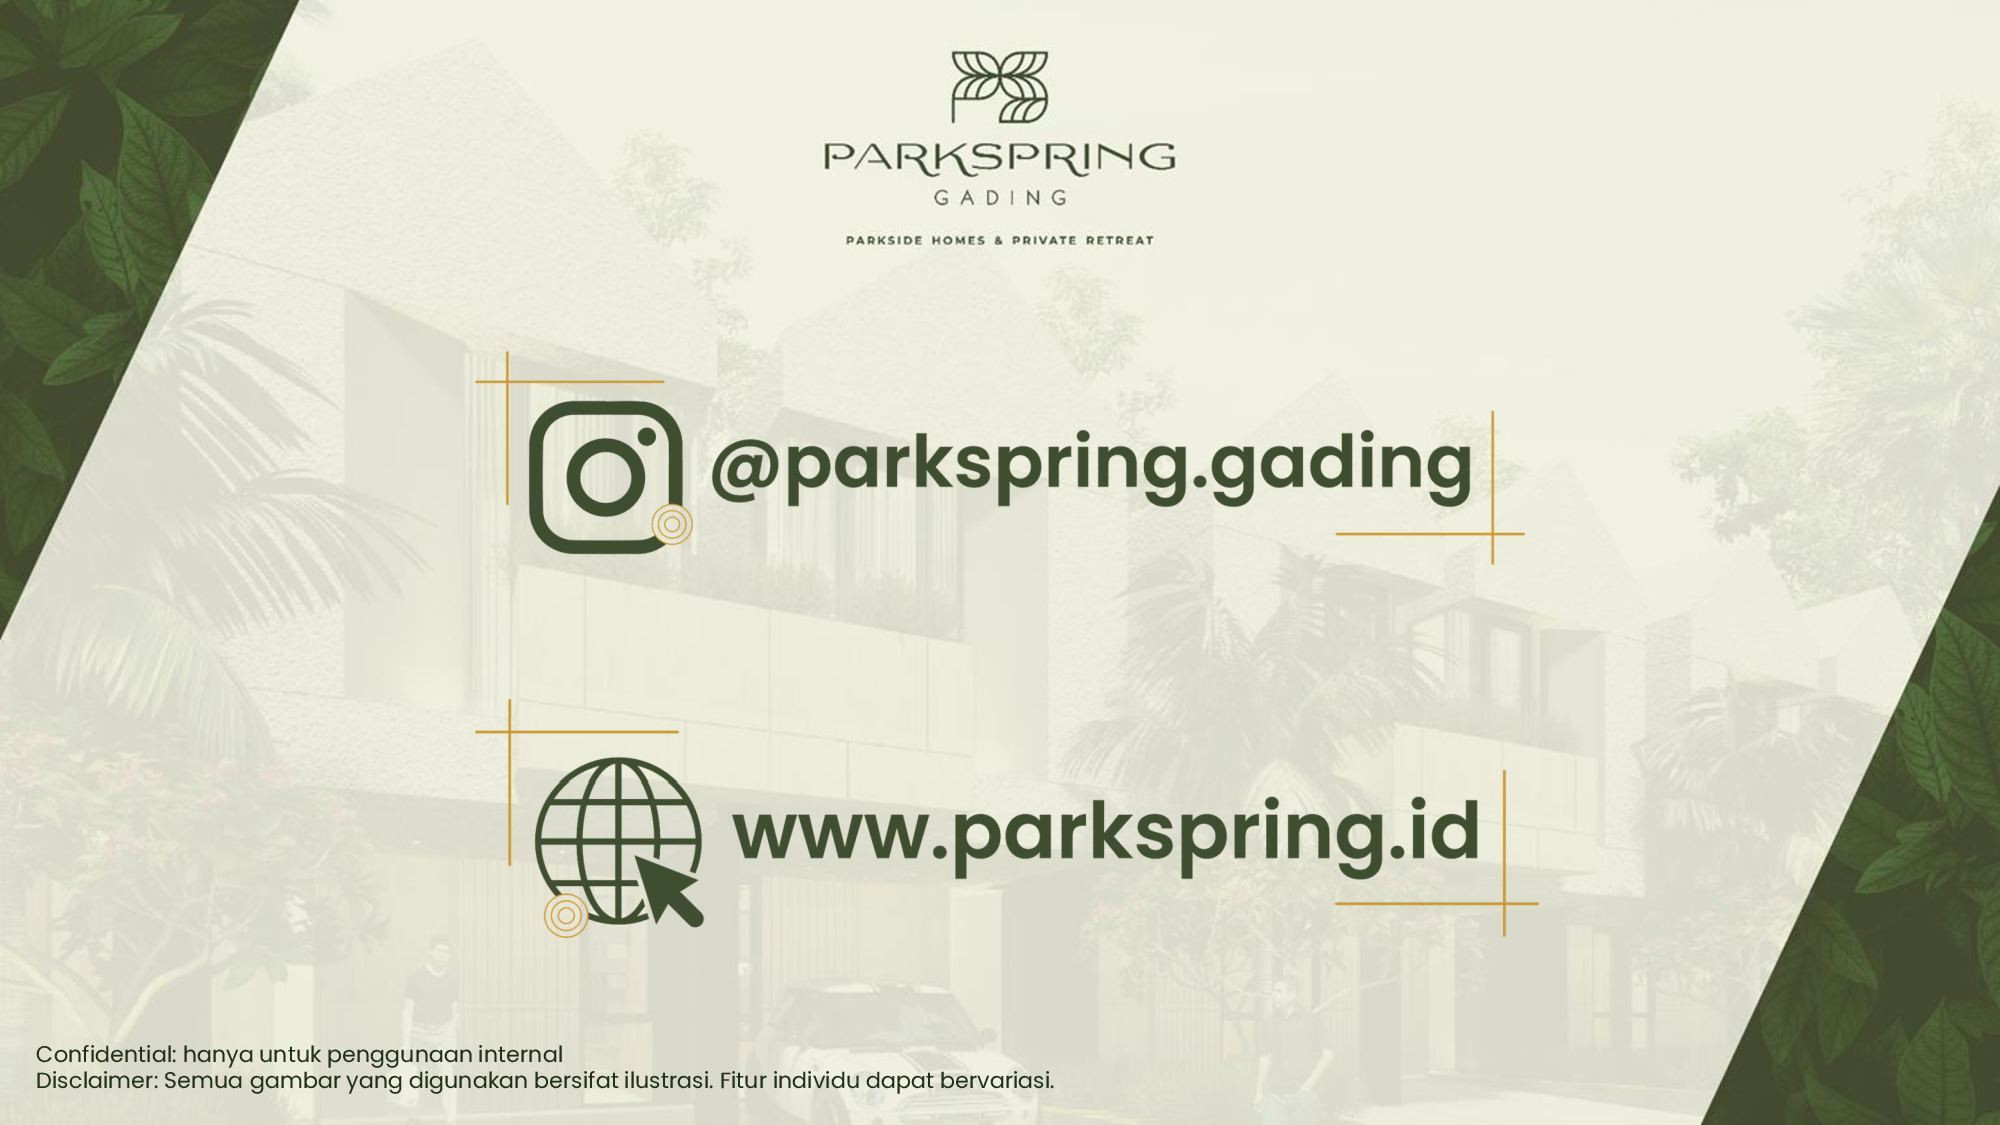 PARKSPRING
GADING
PARKSIDE HOMES & PRIVATE RETREAT
@parkspring.gading
www.parkspring.id
Confidential: hanya untuk penggunaan internal
Disclaimer: Semua gambar yang digunakan bersifat ilustrasi. Fitur individu dapat bervariasi.